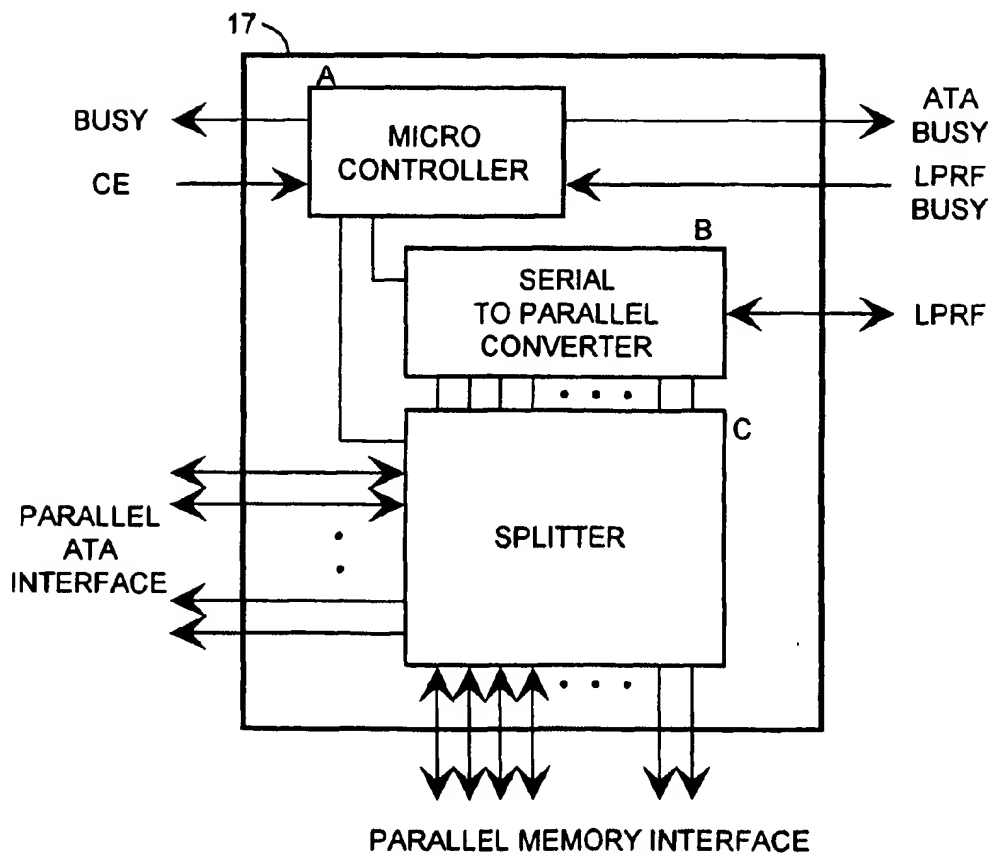 17
A
BUSY
CE
MICRO
CONTROLLER
ATA
BUSY
LPRF
BUSY
B
SERIAL
TO PARALLEL
CONVERTER
LPRF
C
SPLITTER
PARALLEL
ATA
INTERFACE
PARALLEL MEMORY INTERFACE